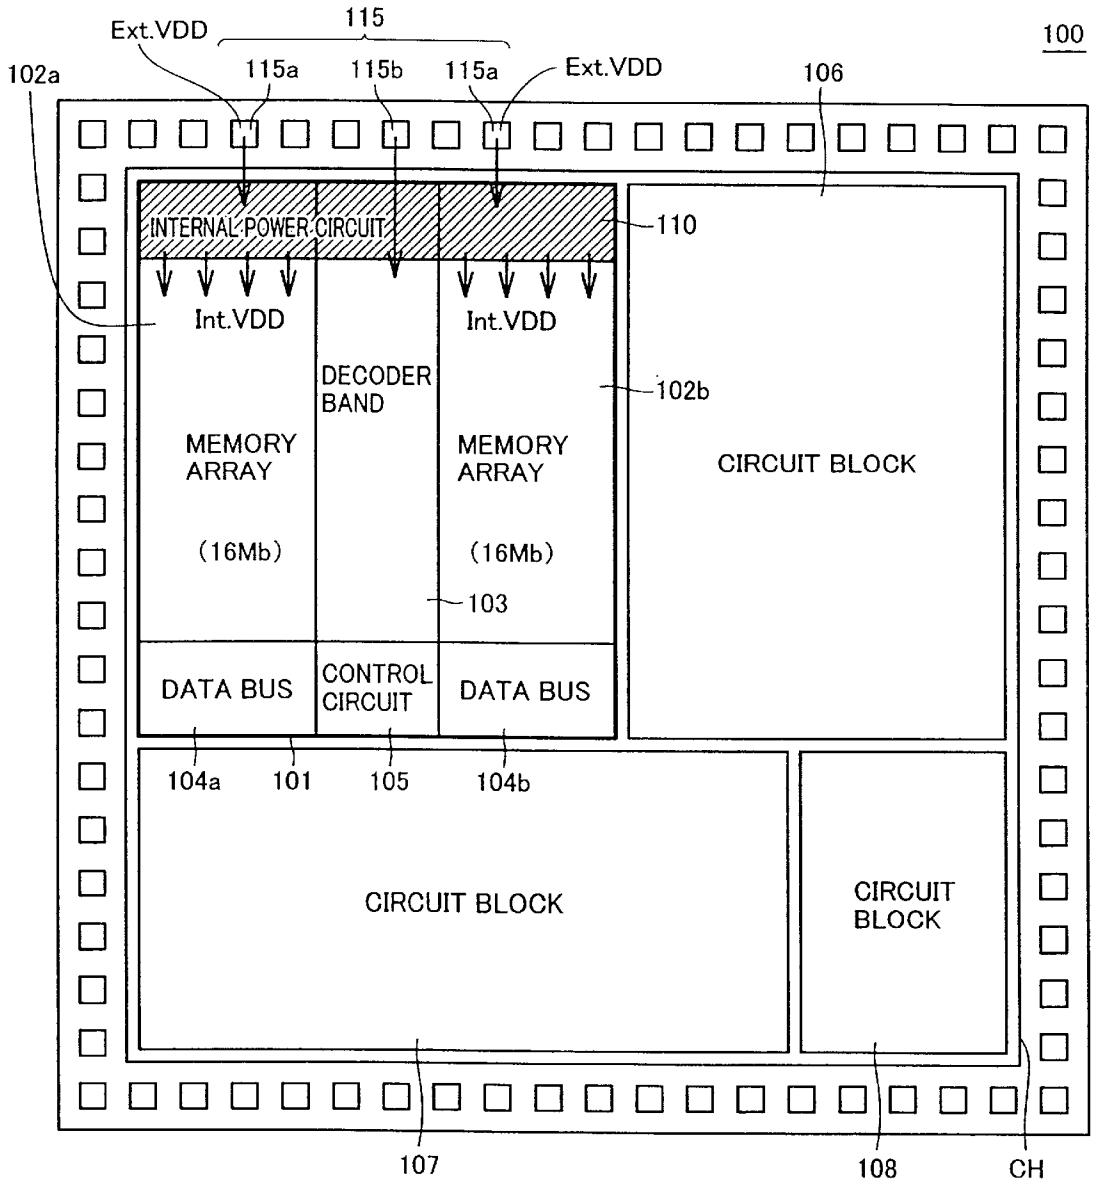 115
100
Ext.VDD
115a
115b
115a
Ext.VDD
106
102a
INTERNAL POWER CIRCUIT
110
Int.VDD
Int.VDD
DECODER
BAND
102b
MEMORY
ARRAY
MEMORY
ARRAY
CIRCUIT BLOCK
(16Mb)
(16Mb)
103
DATA BUS
CONTROL
CIRCUIT
DATA BUS
104a
101
105
104b
CIRCUIT BLOCK
CIRCUIT
BLOCK
107
108
CH